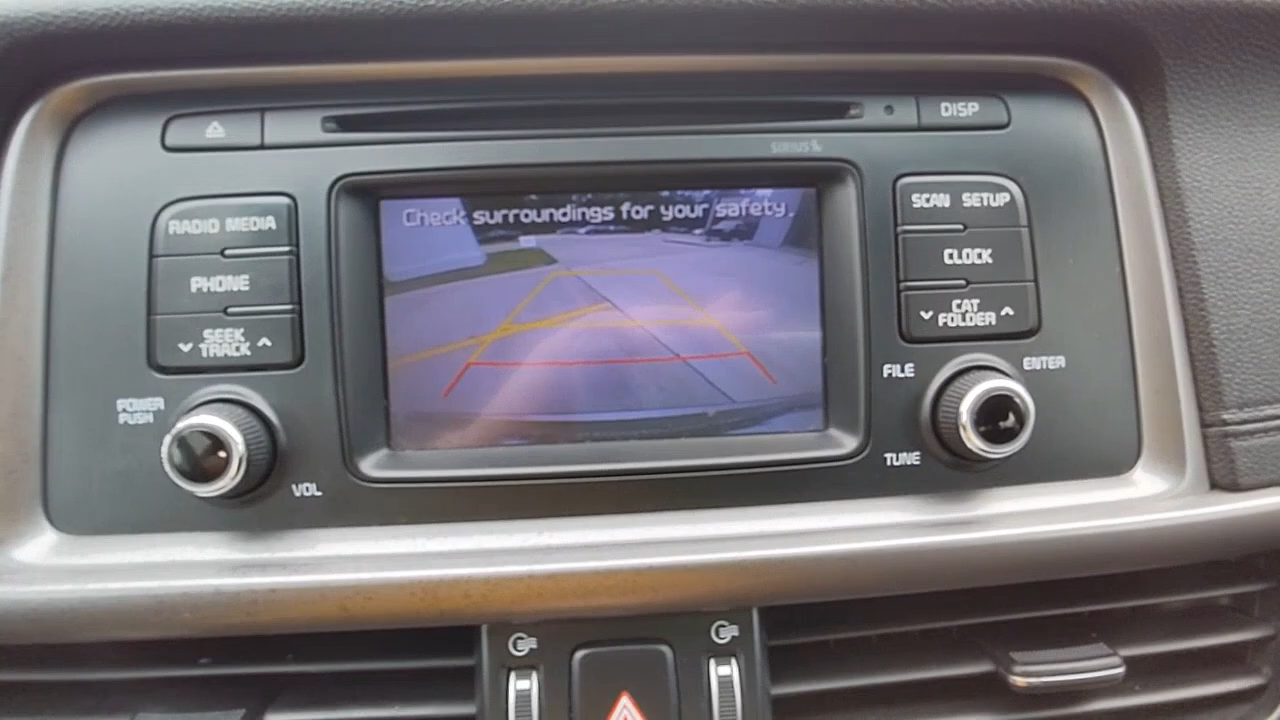 DISP
SIRIUS
Check surroundings for your safety.
RADIO MEDIA
PHONE
SEEK
TRACK
POWER
PUSH
VOL
SCAN SETUP
CLOCK
CAT
FOLDER
FILE
ENTER
TUNE